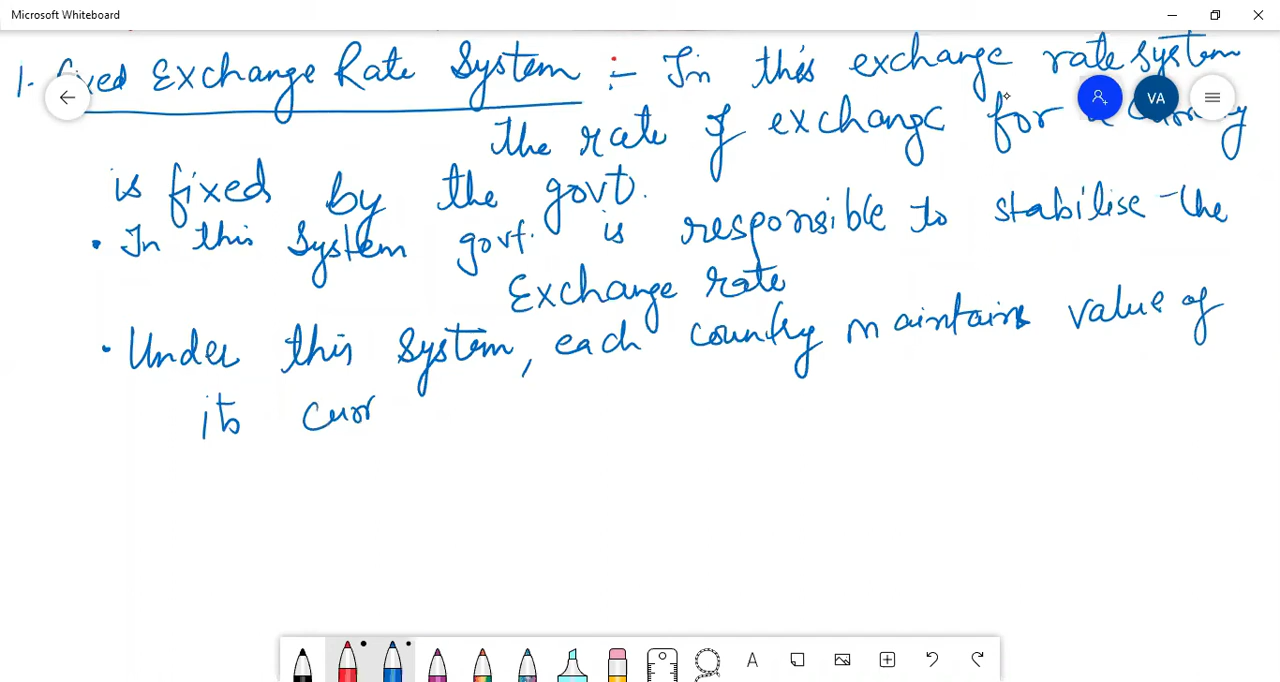 Microsoft Whiteboard
1. Fixed Exchange Rate System :- In this exchange rate system
VA
the rate of exchange for a
is fixed by the govt.
• In this system govt. is responsible to stabilise the
Exchange rate
• Under this system, each country maintains value of
its curr
A